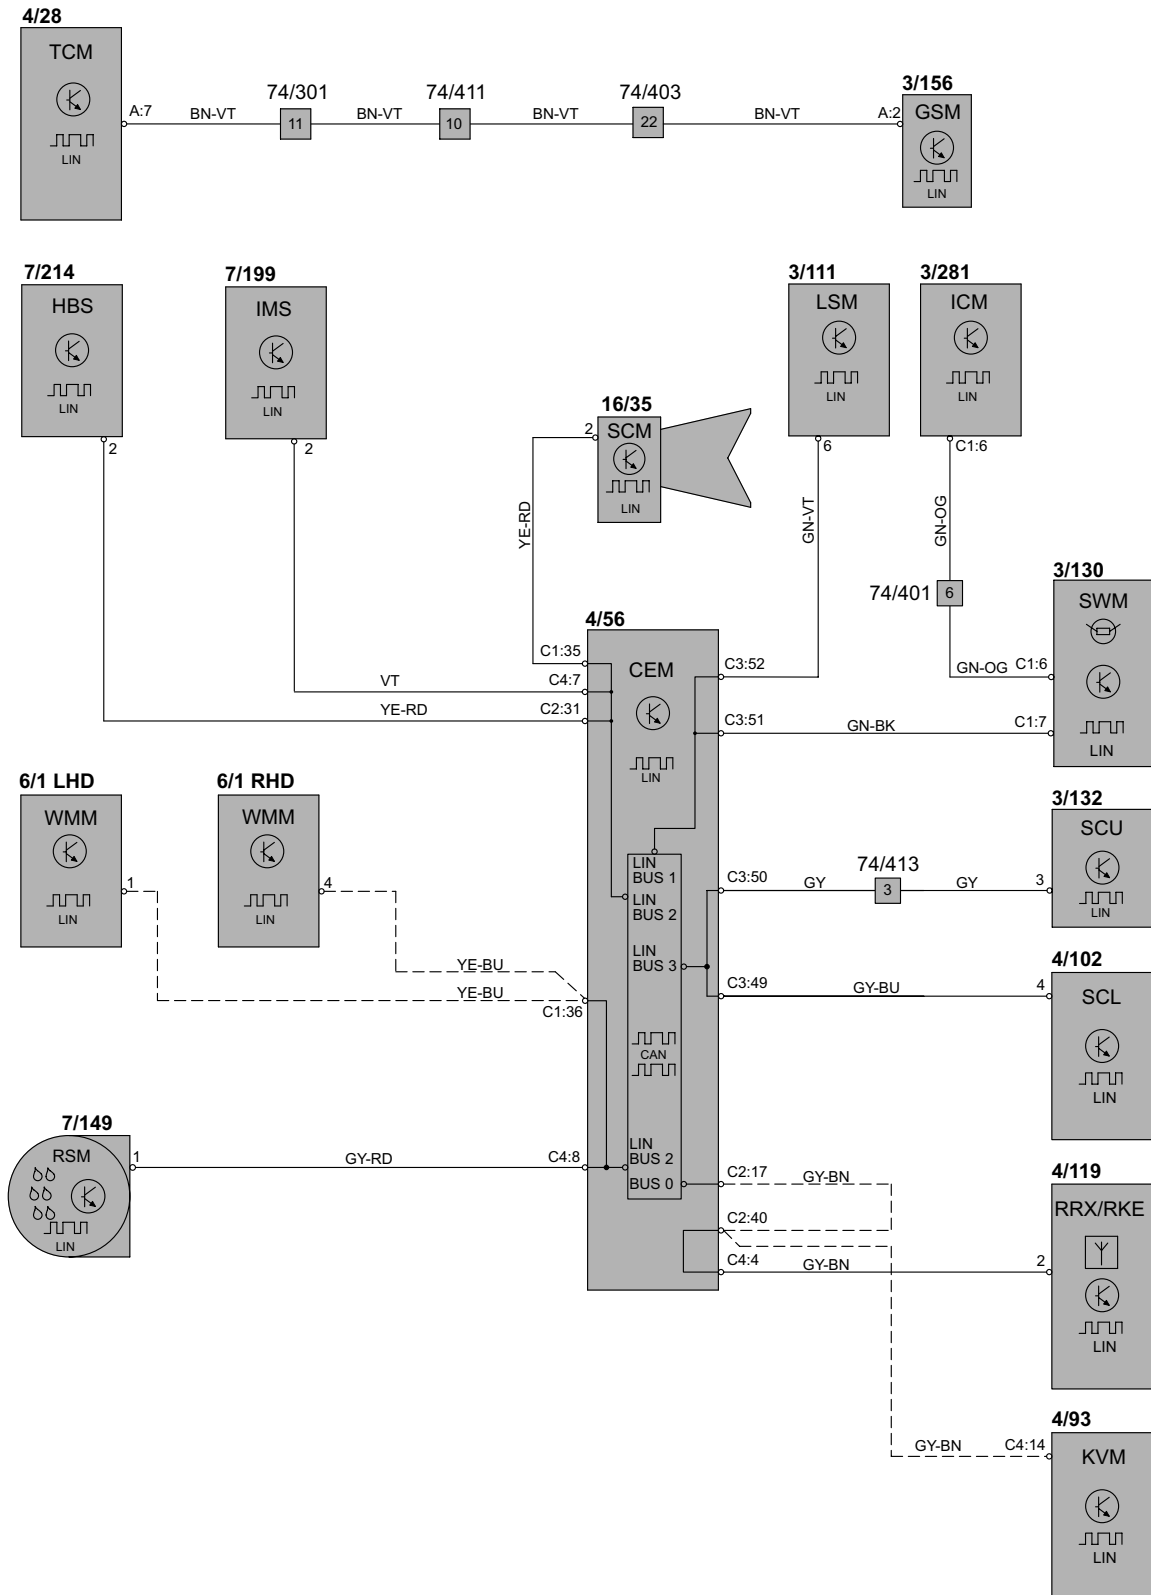 4/28
TCM
LIN
A:7
BN-VT
74/301
11
BN-VT
74/411
10
BN-VT
74/403
22
BN-VT
A:2
3/156
GSM
LIN
7/214
HBS
LIN
2
7/199
IMS
LIN
2
16/35
2
SCM
LIN
YE-RD
3/111
LSM
LIN
6
GN-VT
3/281
ICM
LIN
C1:6
GN-OG
74/401
6
GN-OG
C1:6
3/130
SWM
LIN
4/56
CEM
LIN
C1:35
VT
C4:7
YE-RD
C2:31
C3:52
C3:51
GN-BK
C1:7
6/1 LHD
WMM
LIN
1
6/1 RHD
WMM
LIN
4
YE-BU
YE-BU
C1:36
LIN
BUS 1
LIN
BUS 2
LIN
BUS 3
CAN
LIN
BUS 2
BUS 0
C3:50
GY
74/413
3
GY
3
3/132
SCU
LIN
C3:49
GY-BU
4
4/102
SCL
LIN
7/149
RSM
LIN
1
GY-RD
C4:8
C2:17
GY-BN
C2:40
C4:4
GY-BN
2
4/119
RRX/RKE
LIN
GY-BN
C4:14
4/93
KVM
LIN